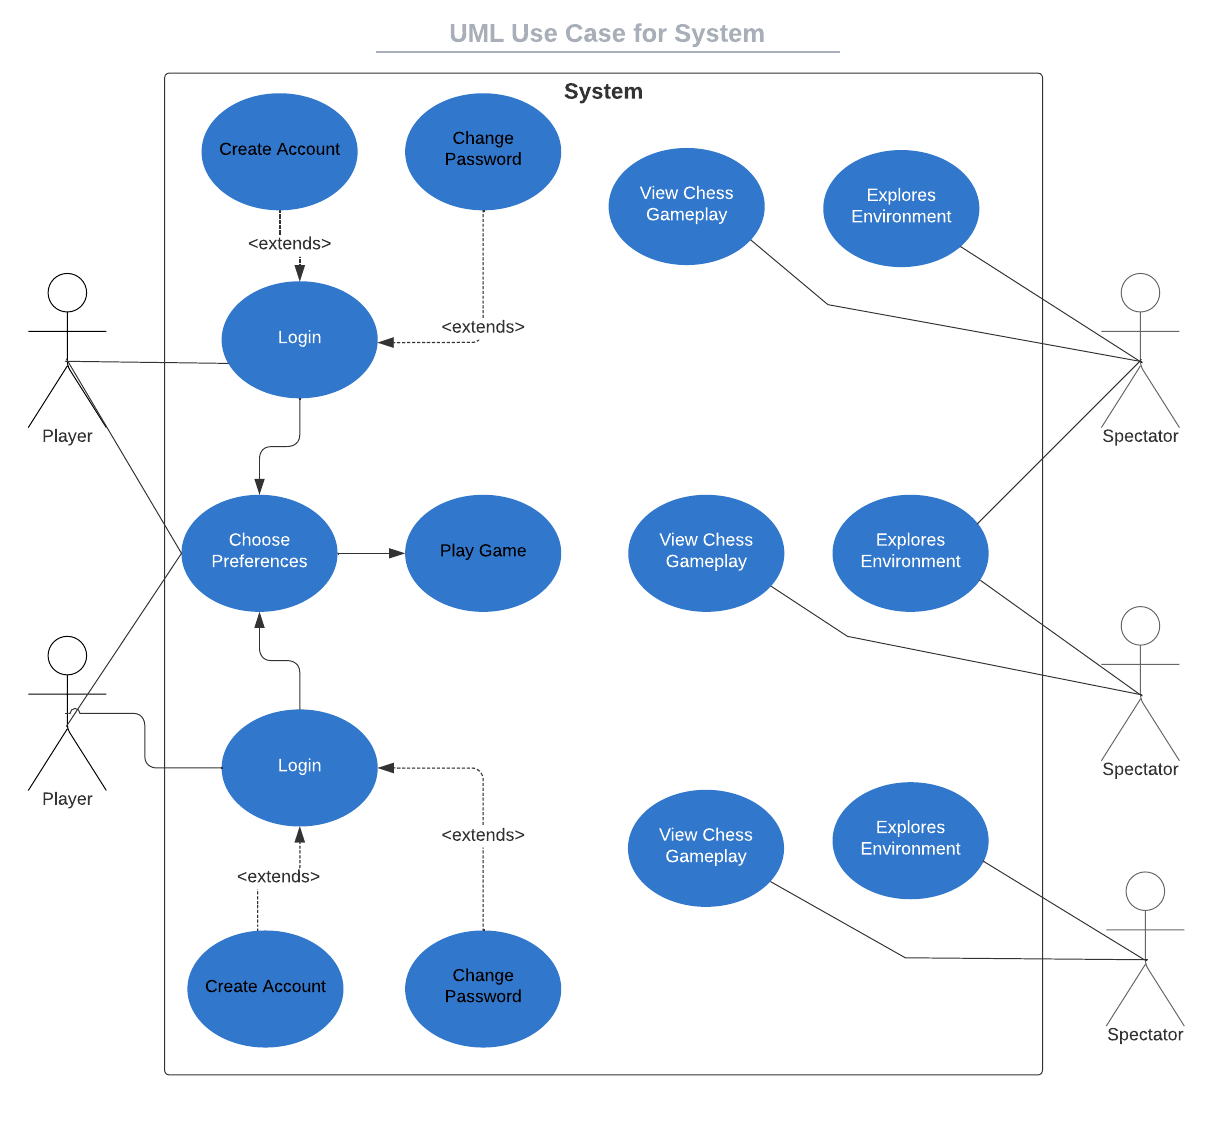 UML Use Case for System
System
Create Account
Change
Password
View Chess
Gameplay
Explores
Environment
<extends>
<extends>
Login
Player
Spectator
Choose
Preferences
Play Game
View Chess
Gameplay
Explores
Environment
Login
Player
Spectator
<extends>
<extends>
View Chess
Gameplay
Explores
Environment
Create Account
Change
Password
Spectator